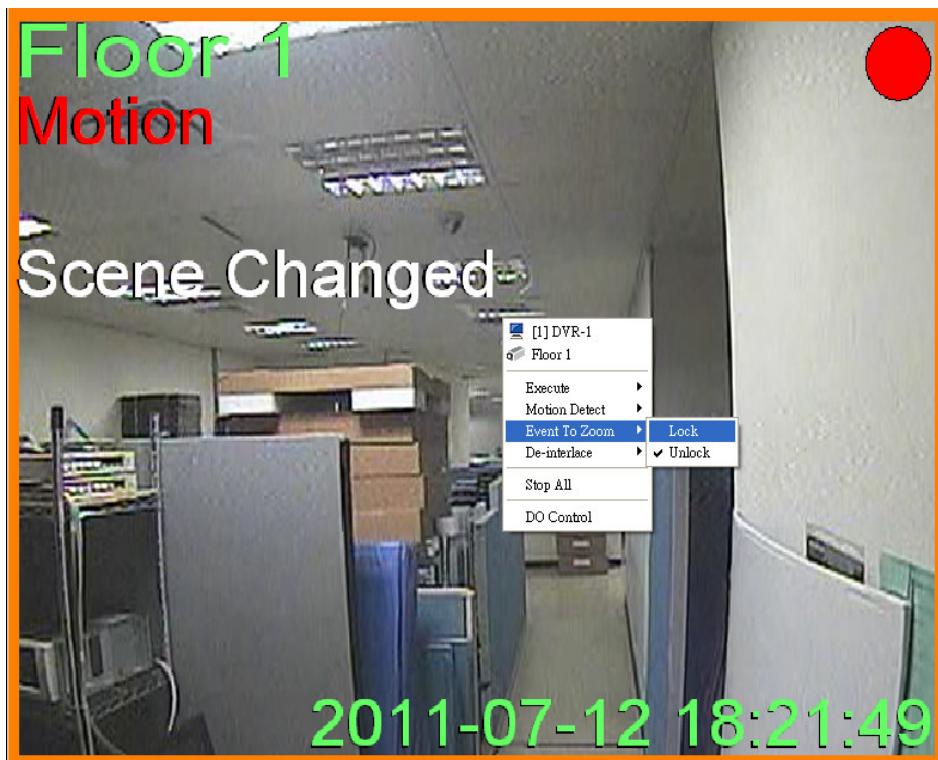 Floor 1
Motion
Scene Changed
[1] DVR-1
Floor 1
Execute
Motion Detect
Event To Zoom
Lock
De-interlace
Unlock
Stop All
DO Control
2011-07-12 18:21:49